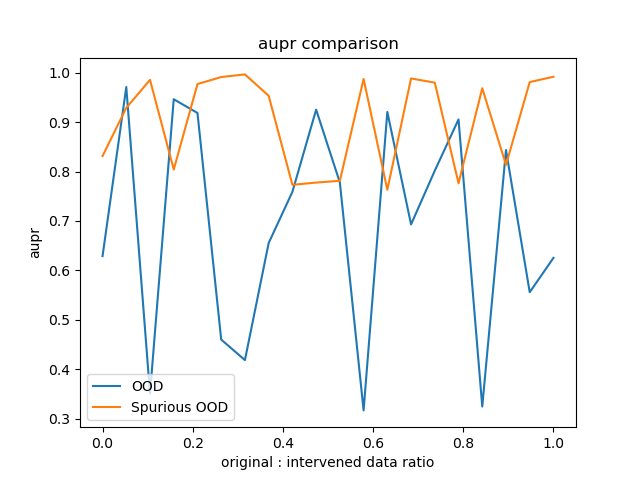 aupr comparison
1.0
0.9
0.8
0.7
0.6
0.5
0.4
0.3
aupr
OOD
Spurious OOD
0.0 0.2 0.4 0.6 0.8 1.0
original : intervened data ratio